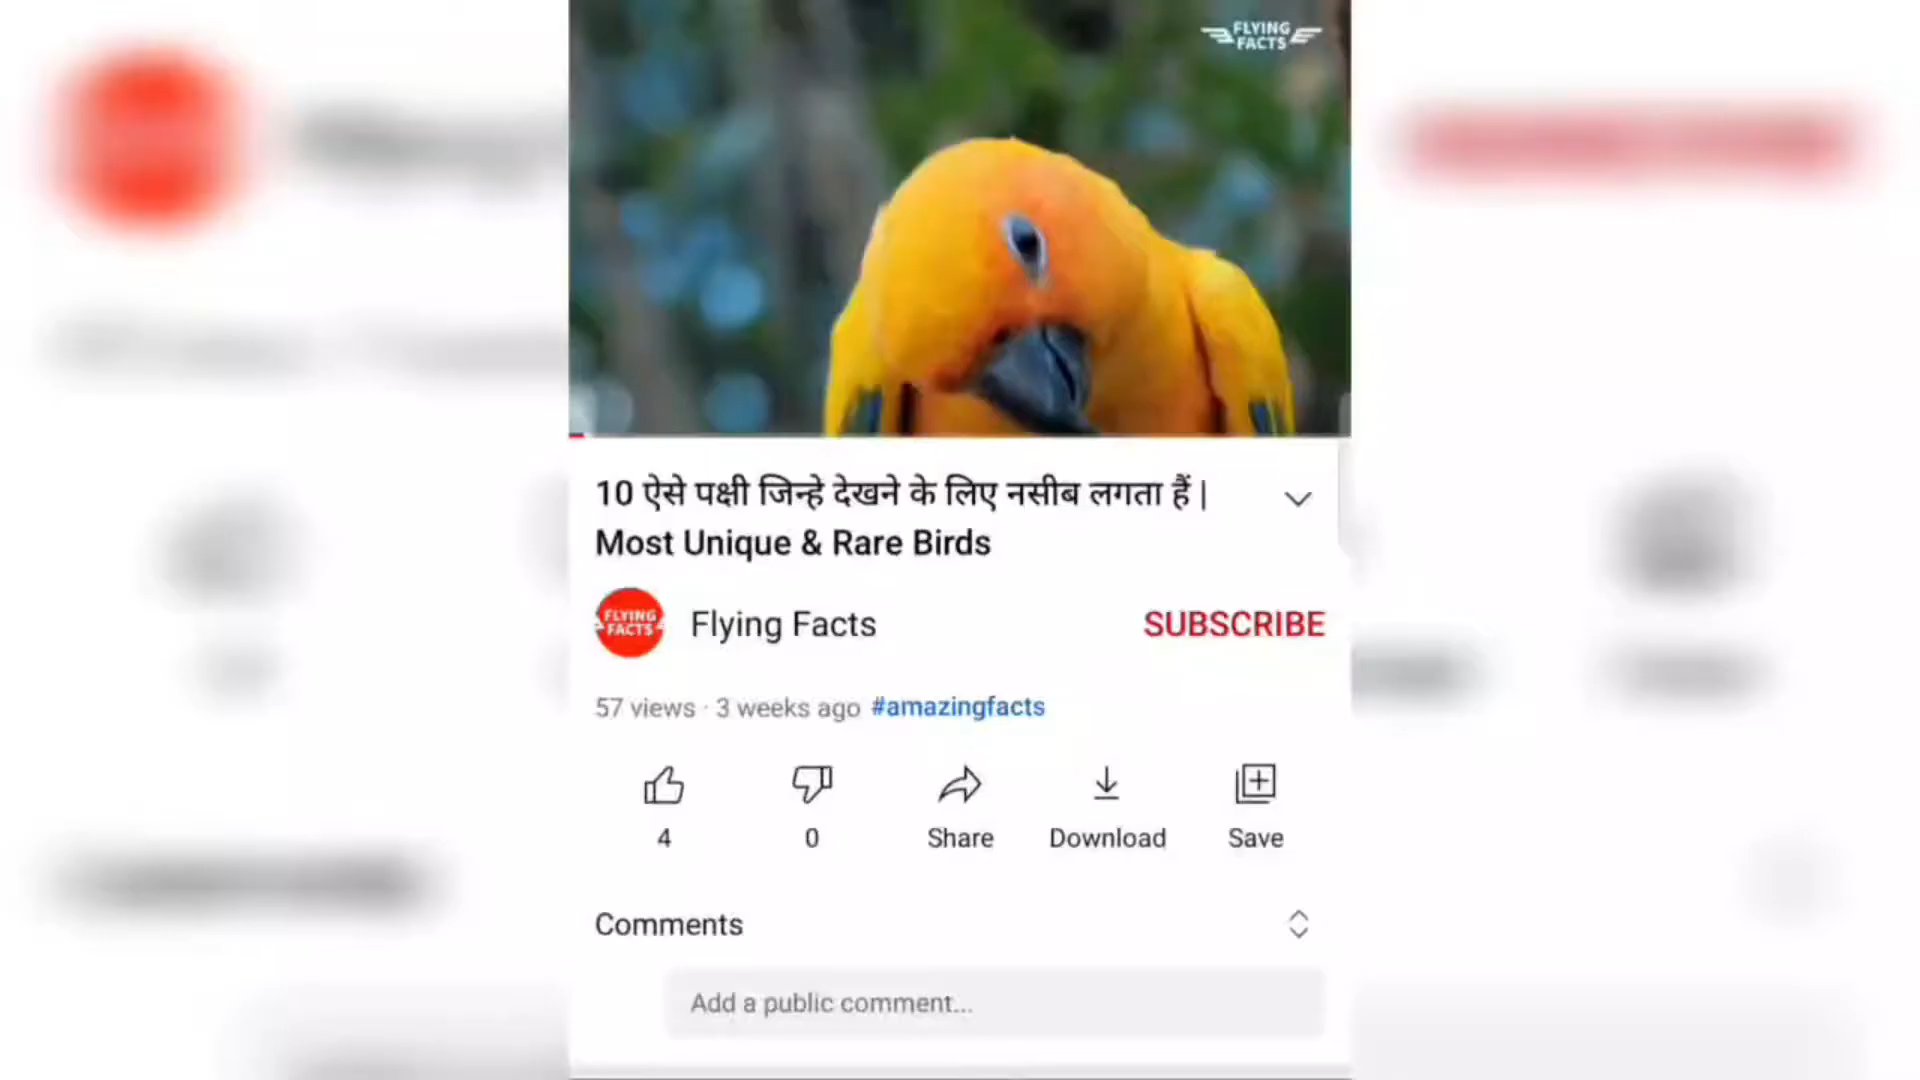 FLYING
FACTS
10 ऐसे पक्षी जिन्हे देखने के लिए नसीब लगता हैं |
Most Unique & Rare Birds
FLYING
FACTS
Flying Facts
SUBSCRIBE
57 views · 3 weeks ago #amazingfacts
4
0
Share
Download
Save
Comments
Add a public comment...